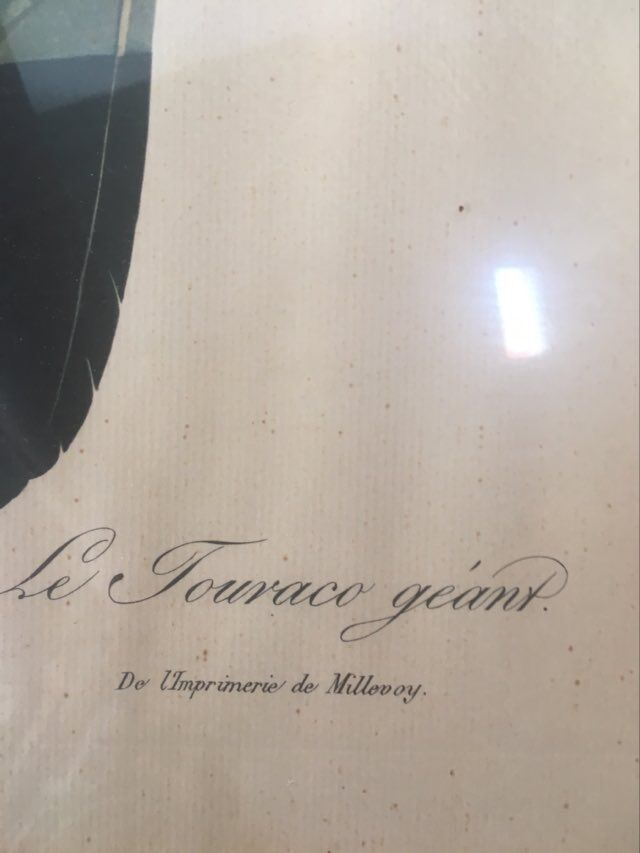 Le Touraco géant.
De l'Imprimerie de Millevoy.